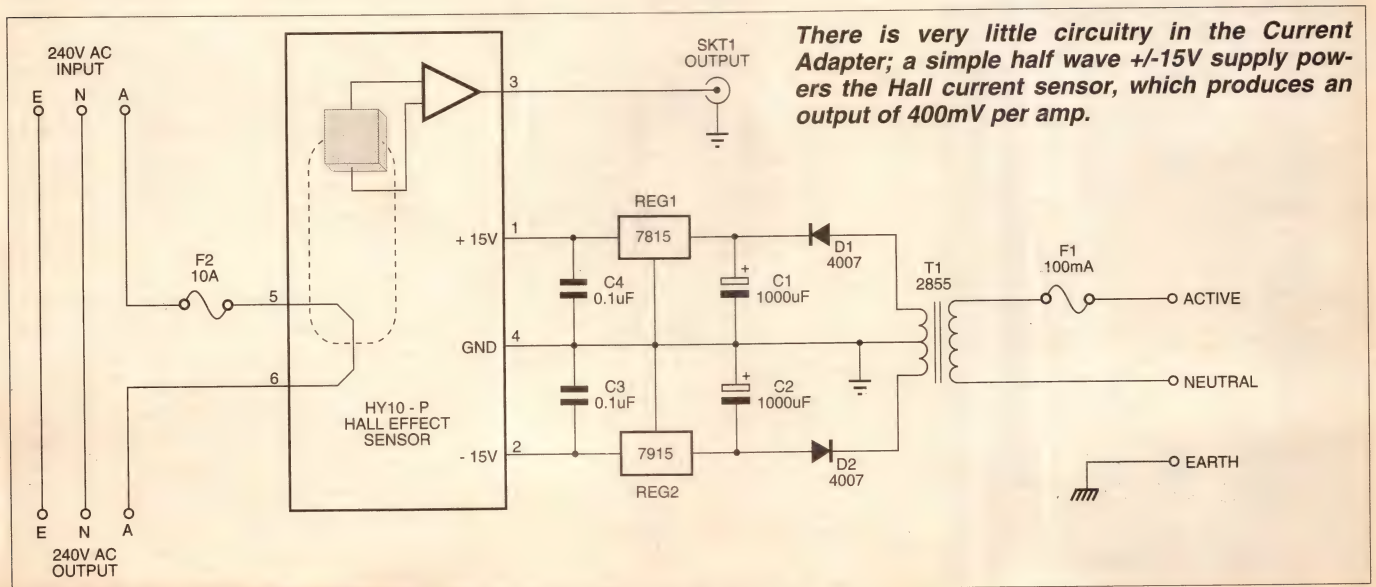 There is very little circuitry in the Current
Adapter; a simple half wave +/-15V supply pow-
ers the Hall current sensor, which produces an
output of 400mV per amp.
240V AC
INPUT
E N A
F2
10A
5
6
E N A
240V AC
OUTPUT
3
SKT1
OUTPUT
+ 15V
1
GND
4
- 15V
2
HY10 - P
HALL EFFECT
SENSOR
C4
0.1uF
C3
0.1uF
REG1
7815
7915
REG2
+
C1
1000uF
+
C2
1000uF
D1
4007
D2
4007
T1
2855
F1
100mA
ACTIVE
NEUTRAL
EARTH